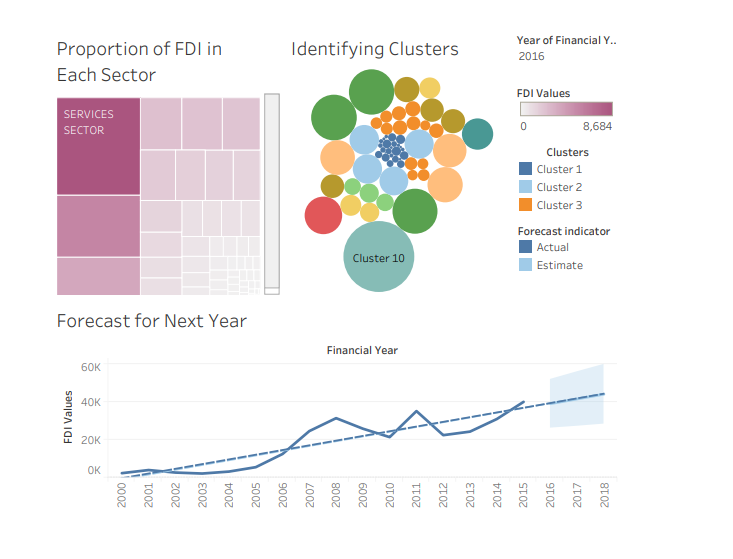 Proportion of FDI in
Each Sector
SERVICES
SECTOR
Identifying Clusters
Cluster 10
Year of Financial Y..
2016
FDI Values
0 8,684
Clusters
Cluster 1
Cluster 2
Cluster 3
Forecast indicator
Actual
Estimate
Forecast for Next Year
Financial Year
FDI Values
60K
40K
20K
0K
2000 2001 2002 2003 2004 2005 2006 2007 2008 2009 2010 2011 2012 2013 2014 2015 2016 2017 2018